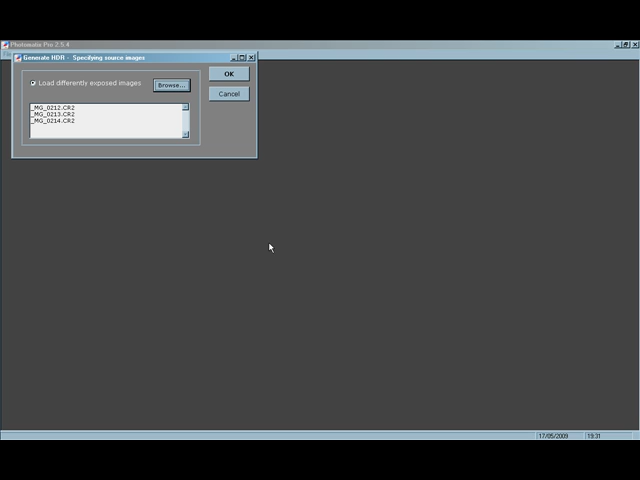 Photomatix Pro 2.5.4
Generate HDR - Specifying source images
Load differently exposed images
Browse...
OK
Cancel
_MG_0212.CR2
_MG_0213.CR2
_MG_0214.CR2
17/05/2009
19:31